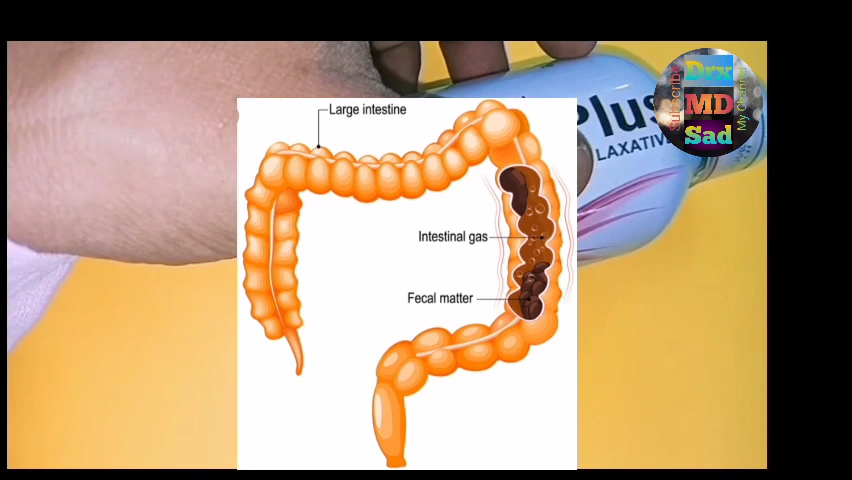 Large intestine
Intestinal gas
Fecal matter
Plus
LAXATIVE
Subscribe
Drx
MD
Sad
My Channel